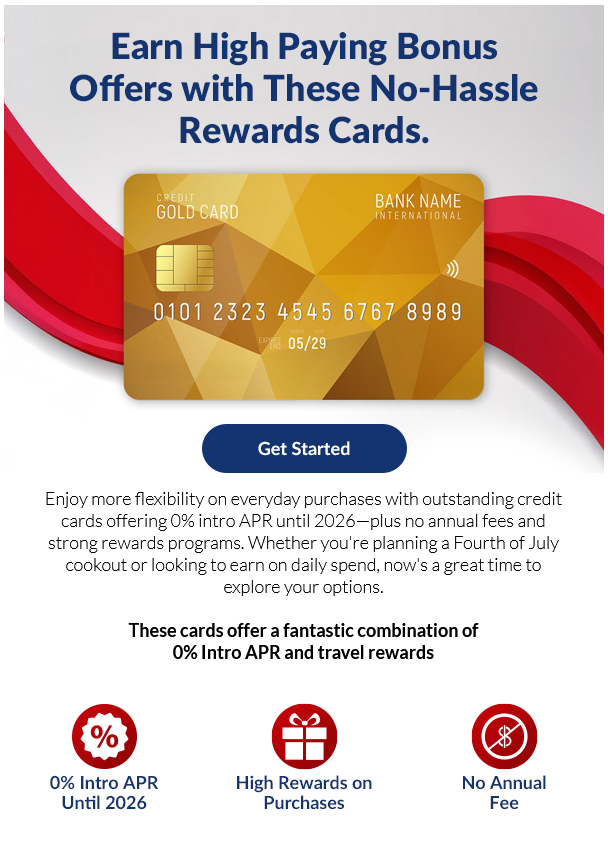 Earn High Paying Bonus
Offers with These No-Hassle
Rewards Cards.
CREDIT
GOLD CARD
BANK NAME
INTERNATIONAL
0101 2323 4545 6767 8989
EXPIRES
END
05/29
Get Started
Enjoy more flexibility on everyday purchases with outstanding credit
cards offering 0% intro APR until 2026—plus no annual fees and
strong rewards programs. Whether you're planning a Fourth of July
cookout or looking to earn on daily spend, now's a great time to
explore your options.
These cards offer a fantastic combination of
0% Intro APR and travel rewards
%
$
0% Intro APR
Until 2026
High Rewards on
Purchases
No Annual
Fee